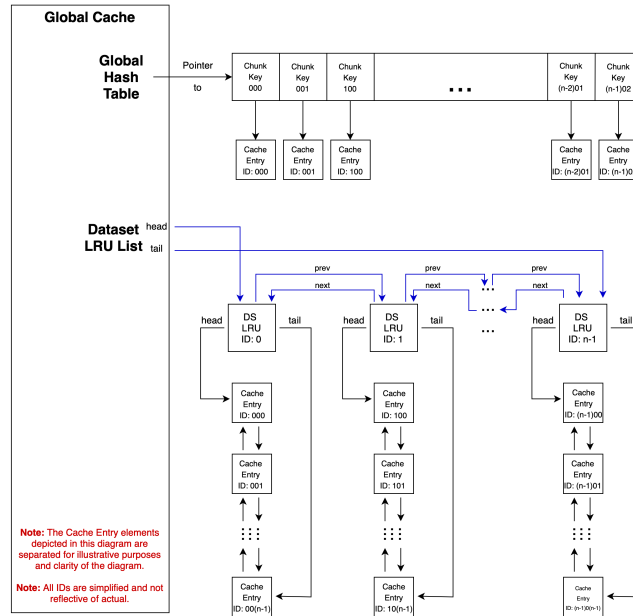 Global Cache
Global
Hash
Table
Pointer
to
Chunk
Key
000
Chunk
Key
001
Chunk
Key
100
...
Chunk
Key
(n-2)01
Chunk
Key
(n-1)02
Cache
Entry
ID: 000
Cache
Entry
ID: 001
Cache
Entry
ID: 100
Cache
Entry
ID: (n-2)01
Cache
Entry
ID: (n-1)0
Dataset
LRU List
head
tail
prev
next
prev
next
prev
next
...
...
...
head
DS
LRU
ID: 0
tail
head
DS
LRU
ID: 1
tail
head
DS
LRU
ID: n-1
tail
Cache
Entry
ID: 000
Cache
Entry
ID: 100
Cache
Entry
ID: (n-1)00
Cache
Entry
ID: 001
Cache
Entry
ID: 101
Cache
Entry
ID: (n-1)01
Cache
Entry
ID: 00(n-1)
Cache
Entry
ID: 10(n-1)
Cache
Entry
ID: (n-1)0(n-1)
Note: The Cache Entry elements
depicted in this diagram are
separated for illustrative purposes
and clarity of the diagram.
Note: All IDs are simplified and not
reflective of actual.